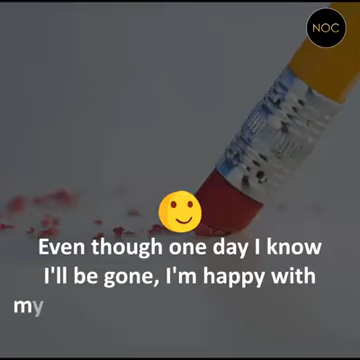 NOC
Even though one day I know
I'll be gone, I'm happy with
my